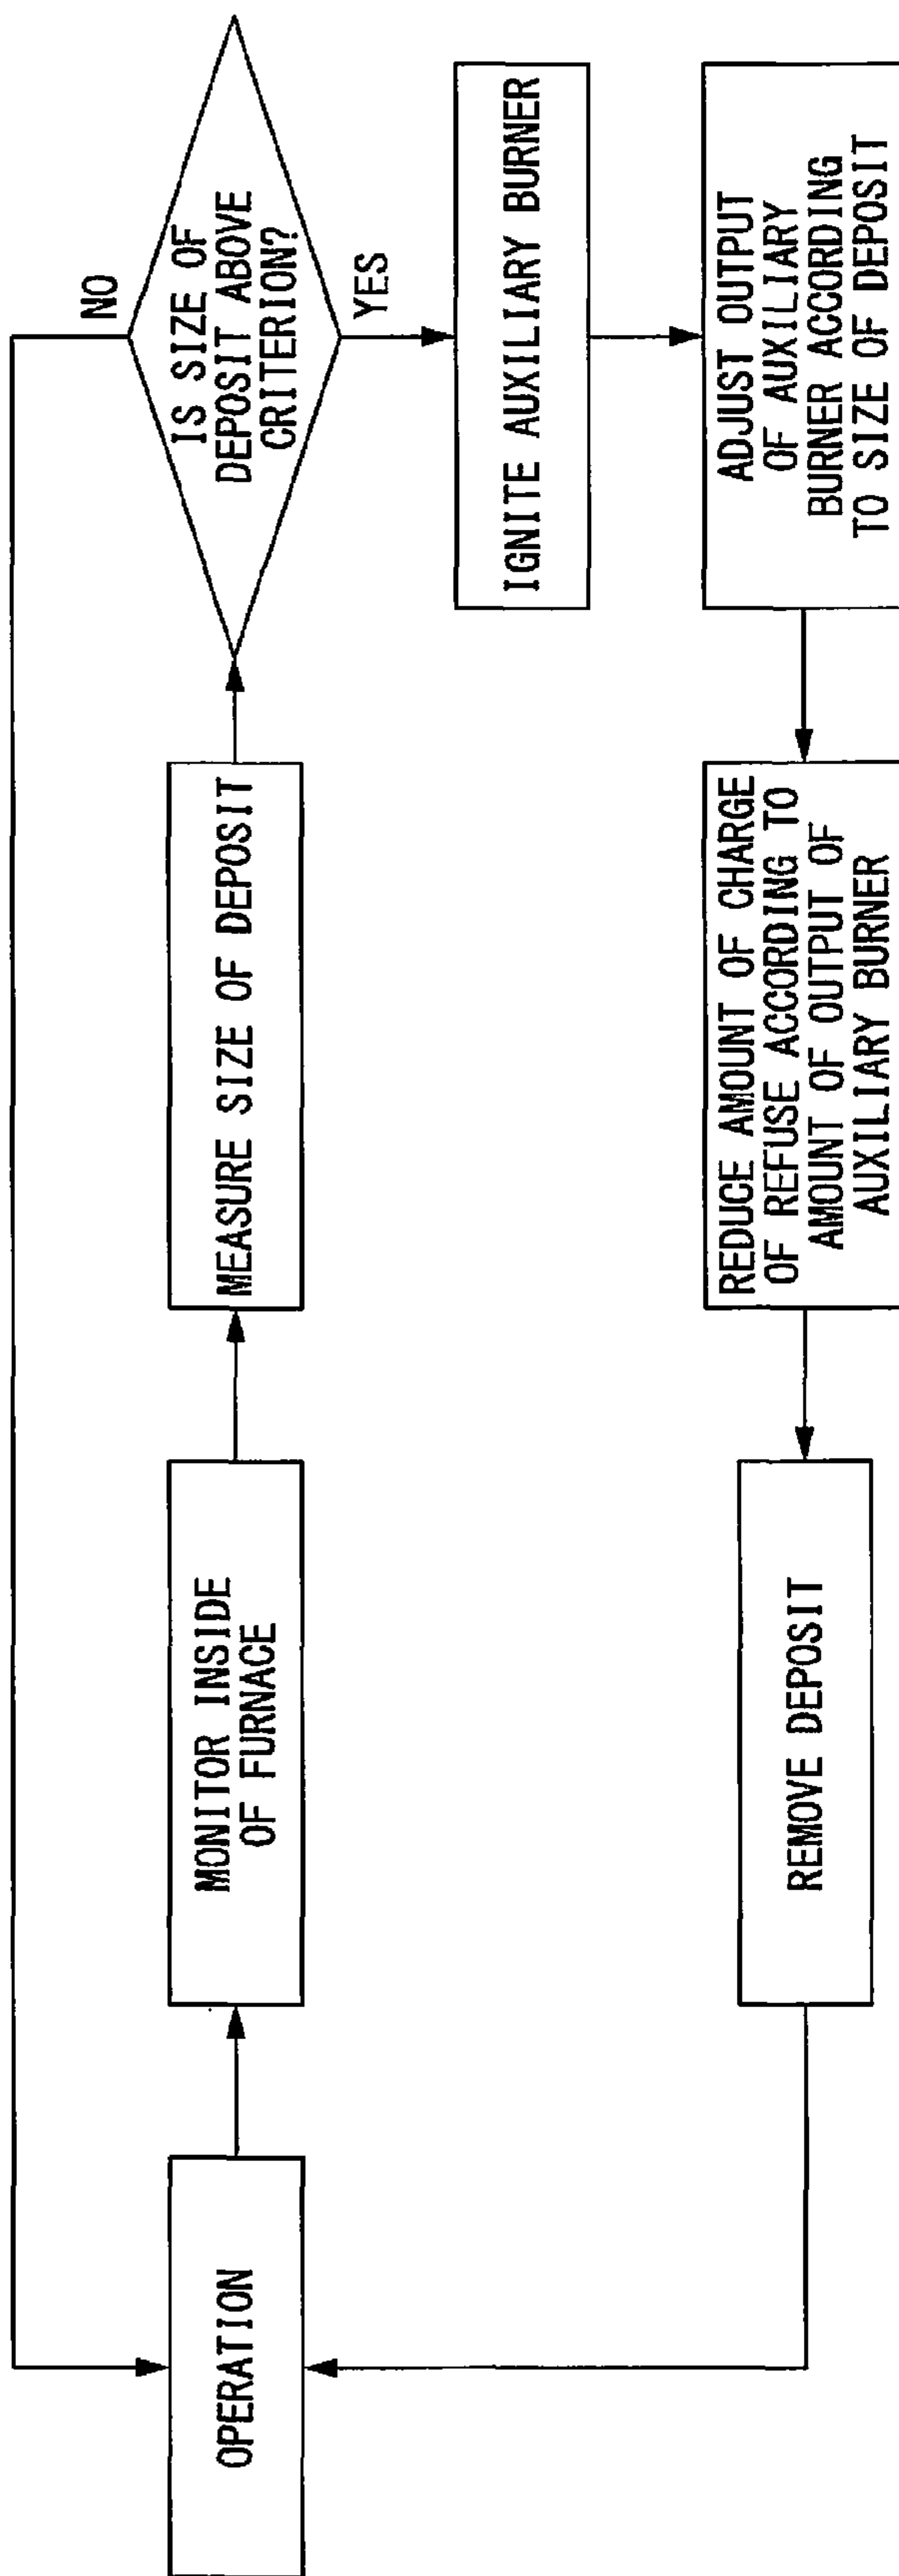 OPERATION
MONITOR INSIDE
OF FURNACE
MEASURE SIZE OF DEPOSIT
IS SIZE OF
DEPOSIT ABOVE
CRITERION?
NO
YES
IGNITE AUXILIARY BURNER
ADJUST OUTPUT
OF AUXILIARY
BURNER ACCORDING
TO SIZE OF DEPOSIT
REDUCE AMOUNT OF CHARGE
OF REFUSE ACCORDING TO
AMOUNT OF OUTPUT OF
AUXILIARY BURNER
REMOVE DEPOSIT